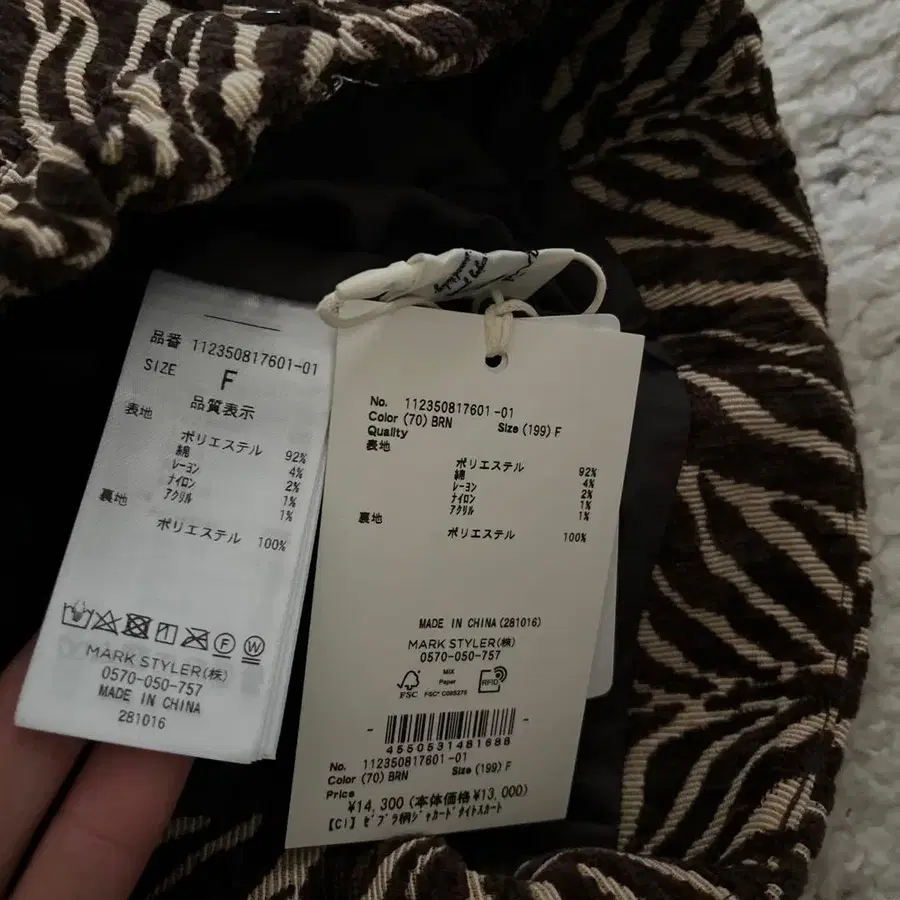 品番 112350817601-01
SIZE F
品質表示
表地
ポリエステル 92%
綿 4%
レーヨン 2%
ナイロン 1%
アクリル 1%
裏地
ポリエステル 100%
F W
MARK STYLER(株)
0570-050-757
MADE IN CHINA
281016
No. 112350817601-01
Color (70) BRN Size (199) F
Quality
表地
ポリエステル 92%
綿 4%
レーヨン 2%
ナイロン 1%
アクリル 1%
裏地
ポリエステル 100%
MADE IN CHINA(281016)
MARK STYLER(株)
0570-050-757
FSC
MIX
Paper
FSC® C095275
RFID
4550531481688
No. 112350817601-01
Color (70) BRN Size (199) F
Price
¥14,300(本体価格¥13,000)
【CI】ゼブラ柄ジャカードタイトスカート